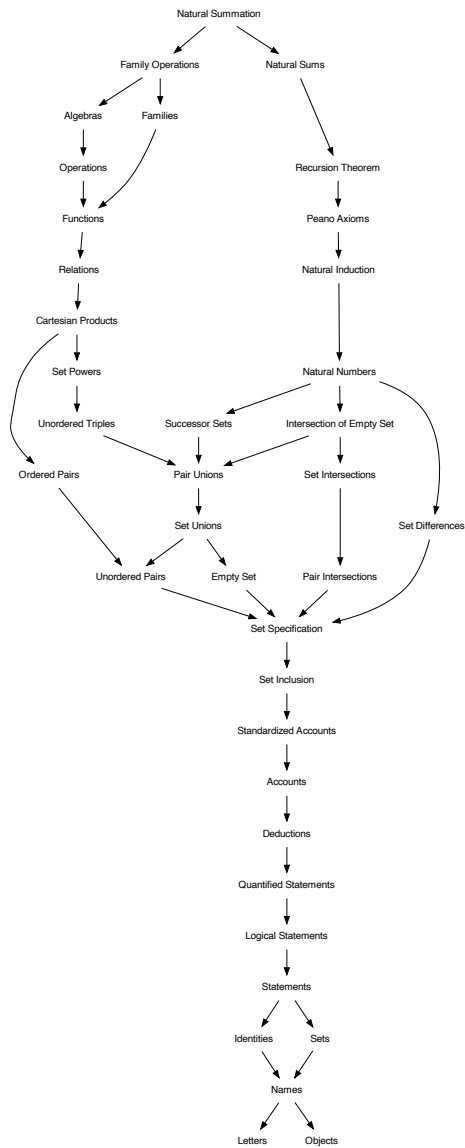 Natural Summation
Family Operations
Natural Sums
Algebras
Families
Operations
Recursion Theorem
Functions
Peano Axioms
Relations
Natural Induction
Cartesian Products
Set Powers
Natural Numbers
Unordered Triples
Successor Sets
Intersection of Empty Set
Ordered Pairs
Pair Unions
Set Intersections
Set Unions
Set Differences
Unordered Pairs
Empty Set
Pair Intersections
Set Specification
Set Inclusion
Standardized Accounts
Accounts
Deductions
Quantified Statements
Logical Statements
Statements
Identities
Sets
Names
Letters
Objects